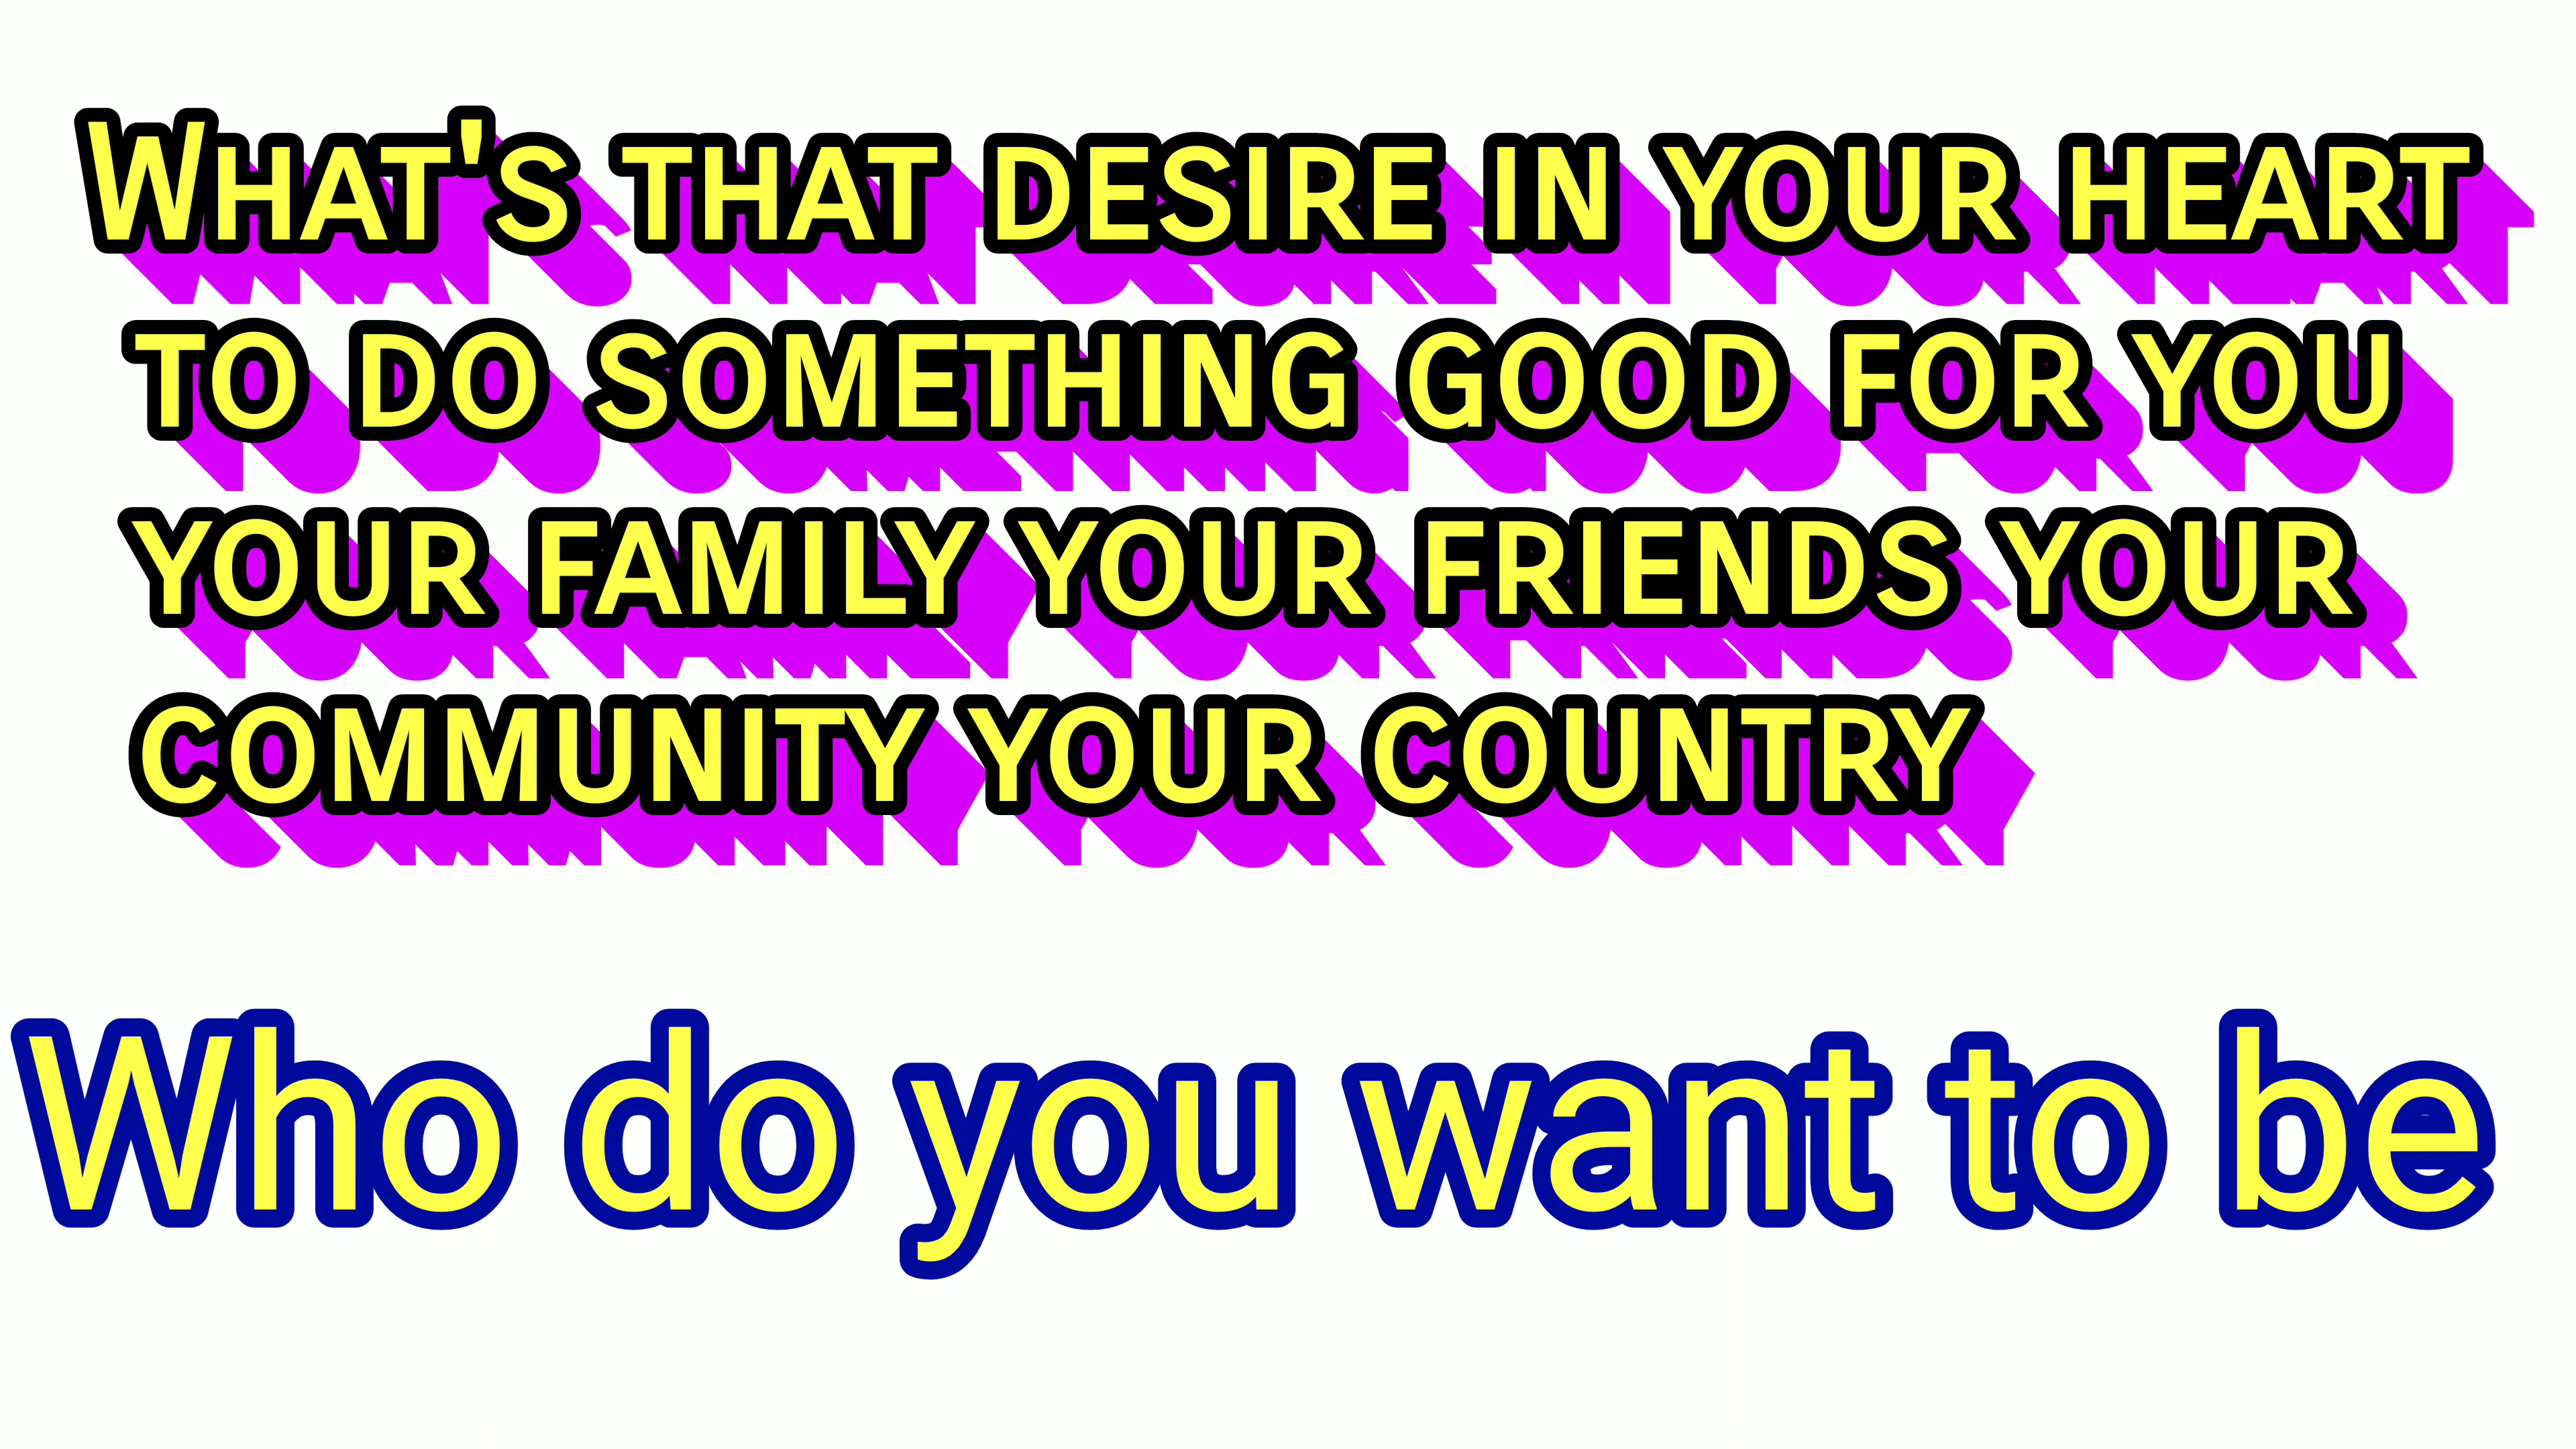 What's that desire in your heart
to do something good for you
your family your friends your
community your country
Who do you want to be